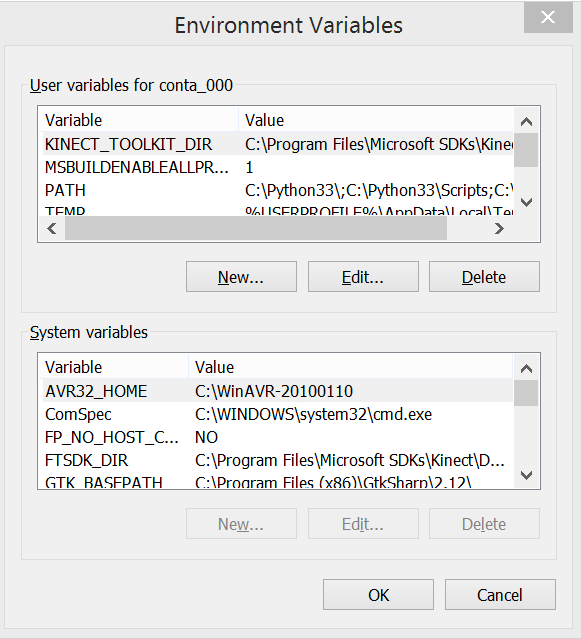 Environment Variables
User variables for conta_000
Variable Value
KINECT_TOOLKIT_DIR C:\Program Files\Microsoft SDKs\Kine
MSBUILDENABLEALLPR... 1
PATH C:\Python33\;C:\Python33\Scripts;C:\
TEMP %USERPROFILE%\AppData\Local\Te
New... Edit... Delete
System variables
Variable Value
AVR32_HOME C:\WinAVR-20100110
ComSpec C:\WINDOWS\system32\cmd.exe
FP_NO_HOST_C... NO
FTSDK_DIR C:\Program Files\Microsoft SDKs\Kinect\D...
GTK_BASEPATH C:\Program Files (x86)\GtkSharp\2.12\
New... Edit... Delete
OK Cancel